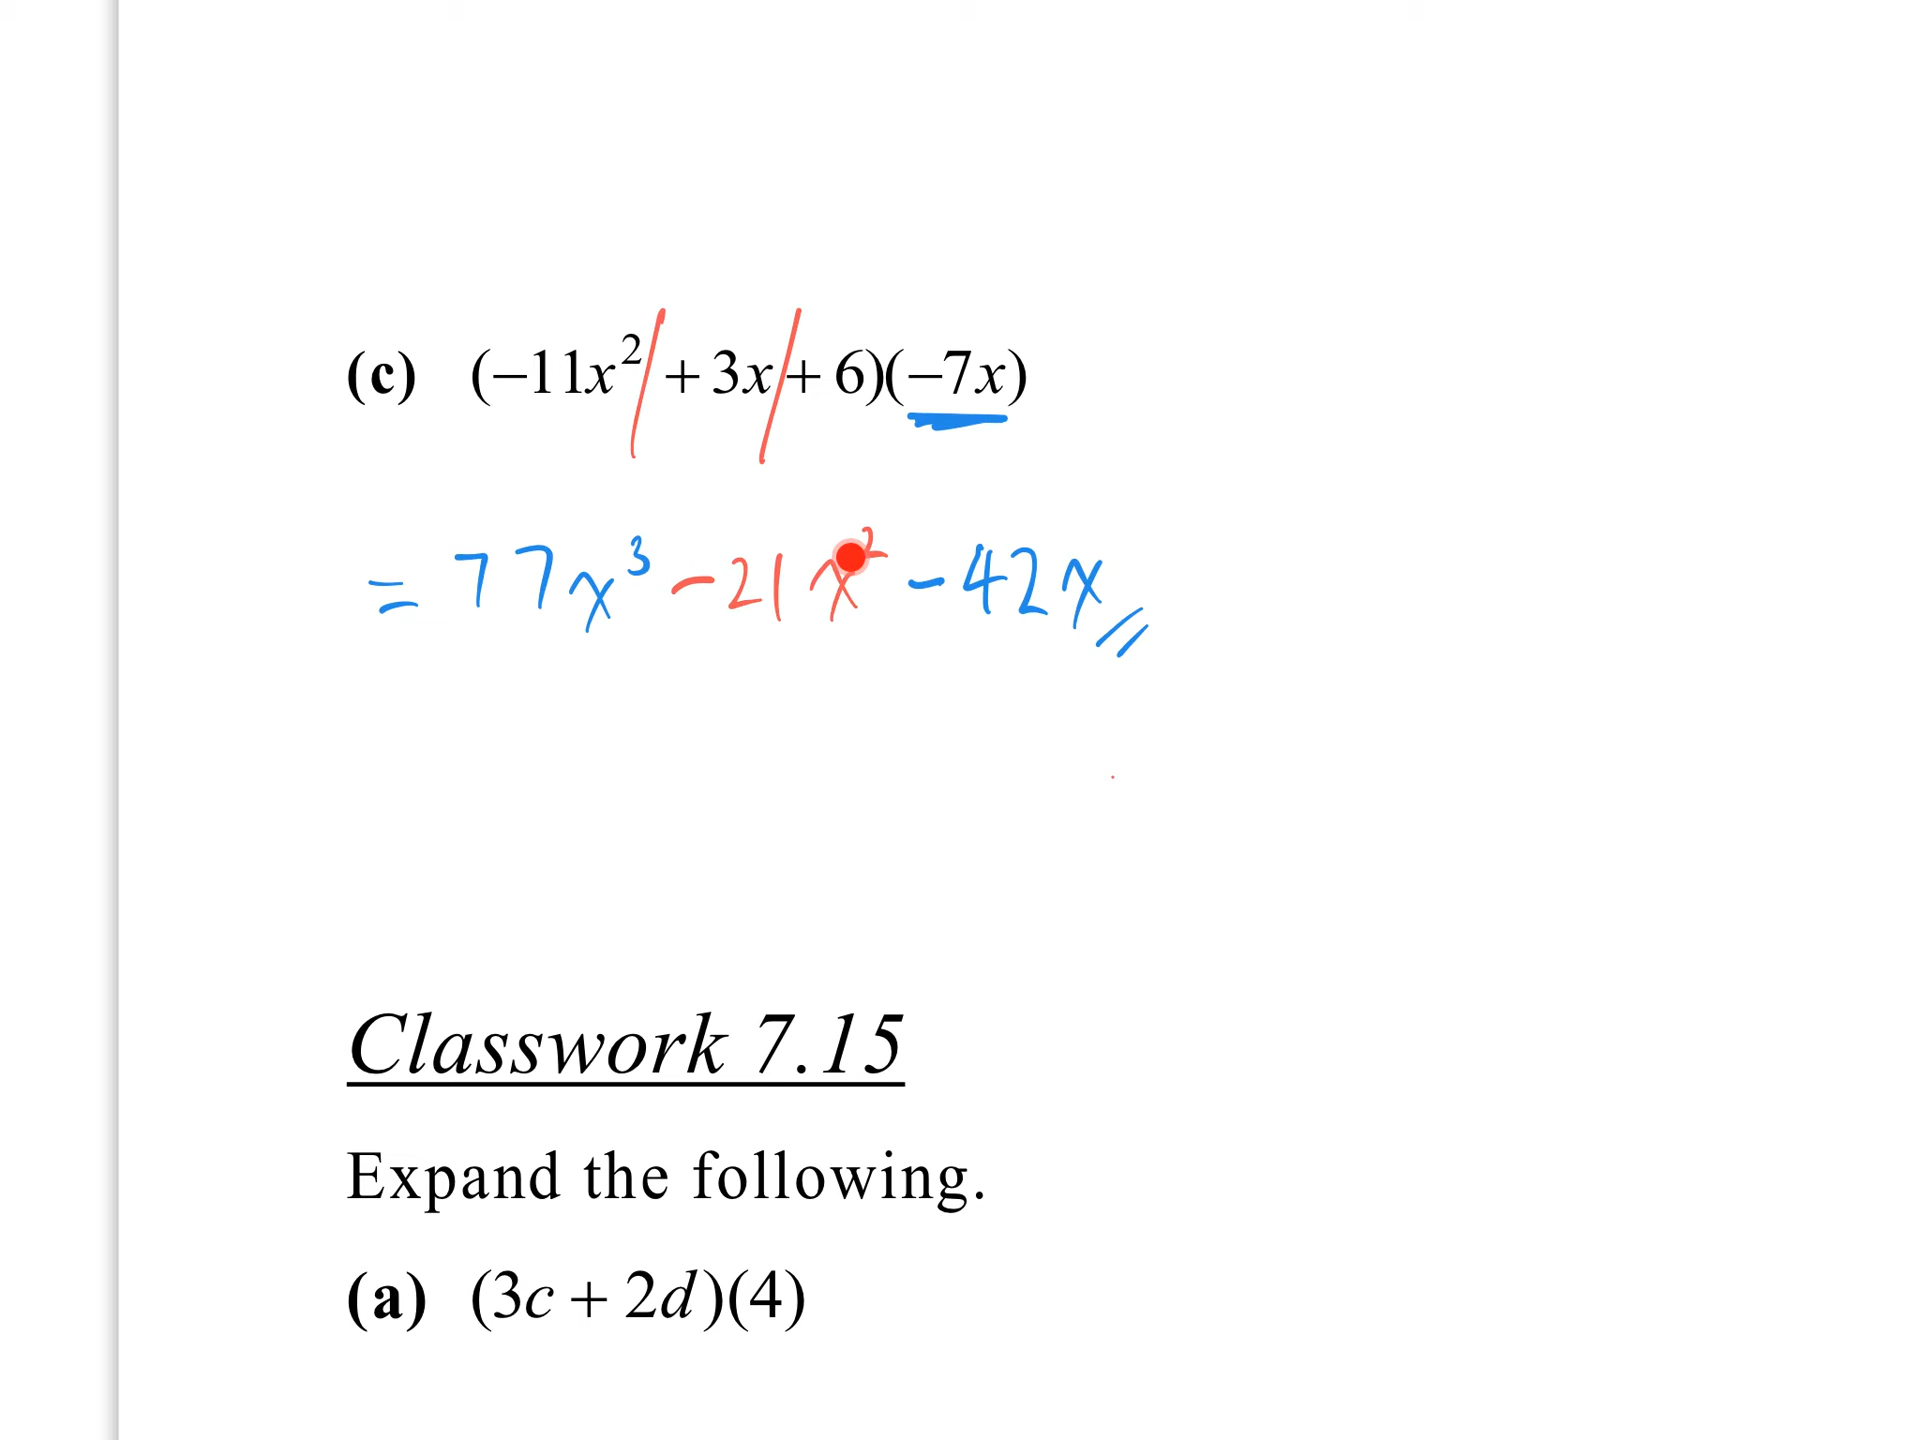 (c) (−11x²+3x+6)(−7x)
= 77x³ − 21x² − 42x
Classwork 7.15
Expand the following.
(a) (3c + 2d)(4)